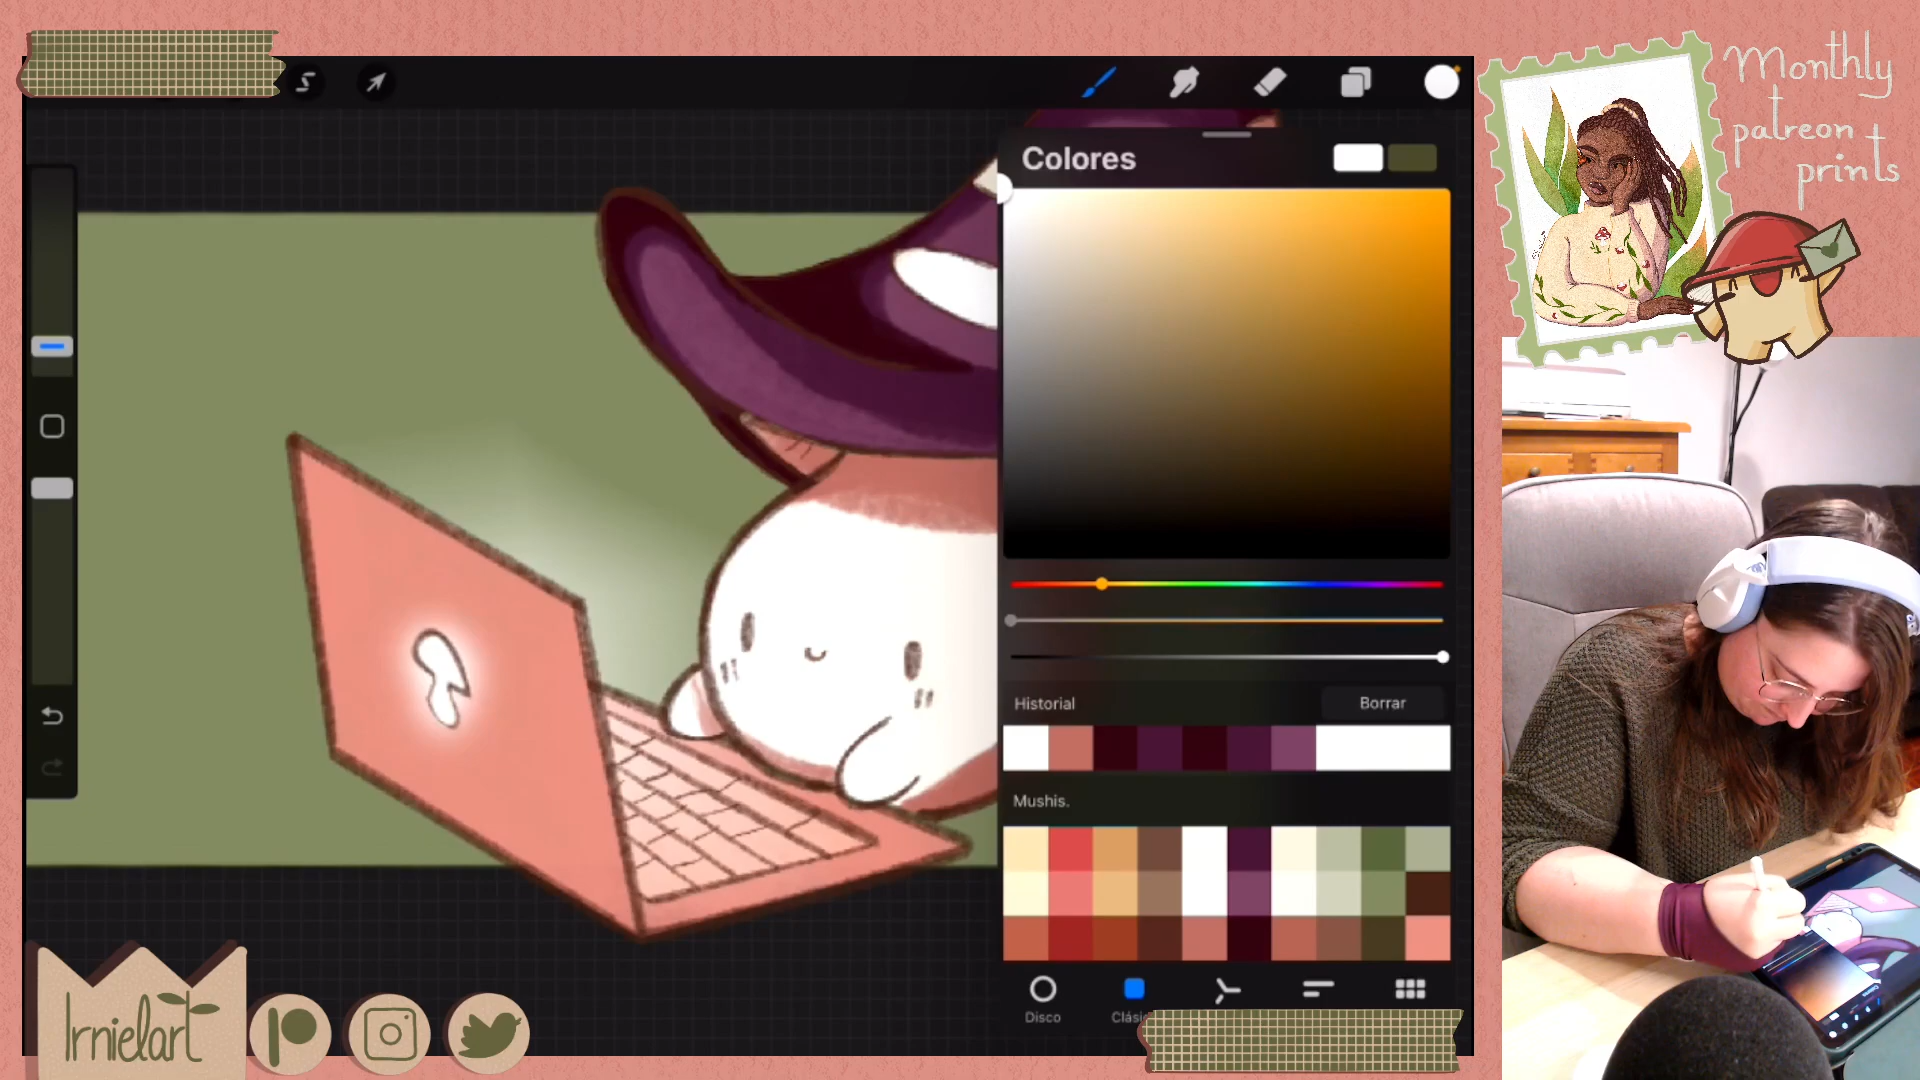 Monthly
patreon
prints
Colores
Historial
Borrar
Mushis.
Disco
Irnielart